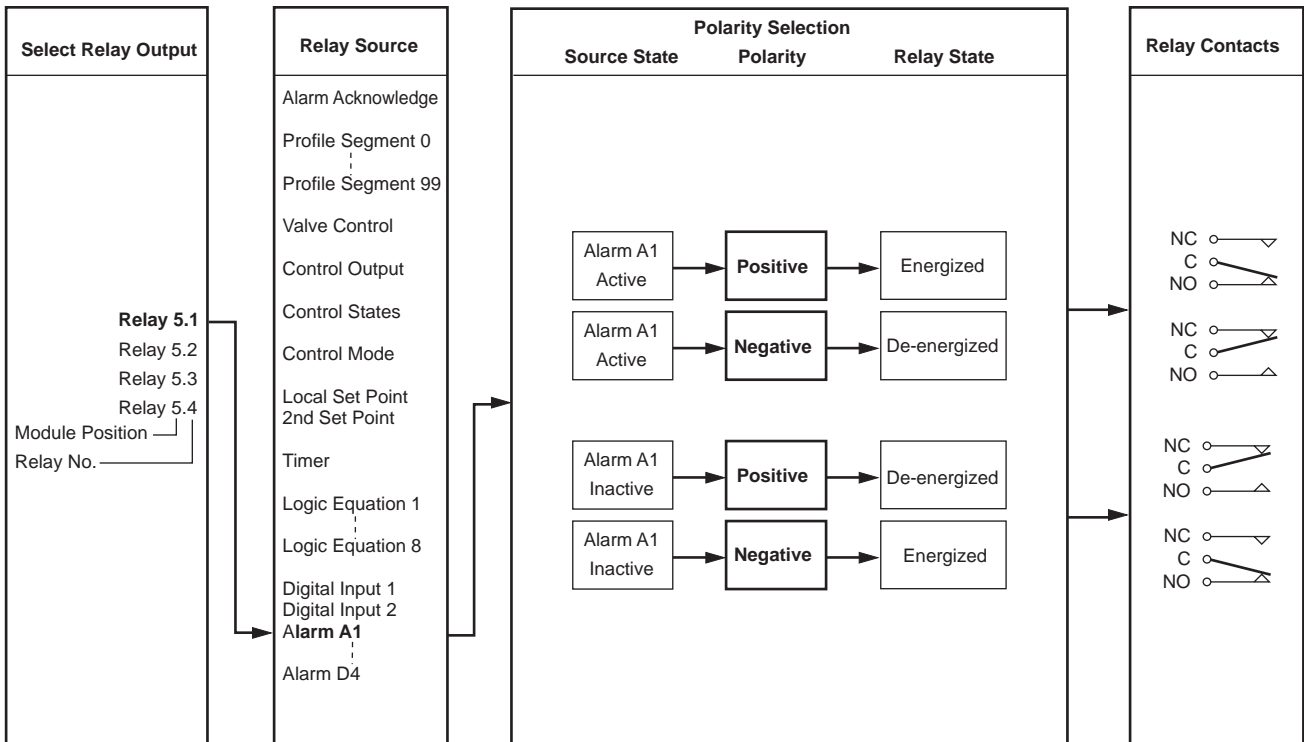 Select Relay Output
Relay 5.1
Relay 5.2
Relay 5.3
Relay 5.4
Module Position
Relay No.
Relay Source
Alarm Acknowledge
Profile Segment 0
Profile Segment 99
Valve Control
Control Output
Control States
Control Mode
Local Set Point
2nd Set Point
Timer
Logic Equation 1
Logic Equation 8
Digital Input 1
Digital Input 2
Alarm A1
Alarm D4
Polarity Selection
Source State Polarity Relay State
Alarm A1
Active
Positive
Energized
Alarm A1
Active
Negative
De-energized
Alarm A1
Inactive
Positive
De-energized
Alarm A1
Inactive
Negative
Energized
Relay Contacts
NC
C
NO
NC
C
NO
NC
C
NO
NC
C
NO